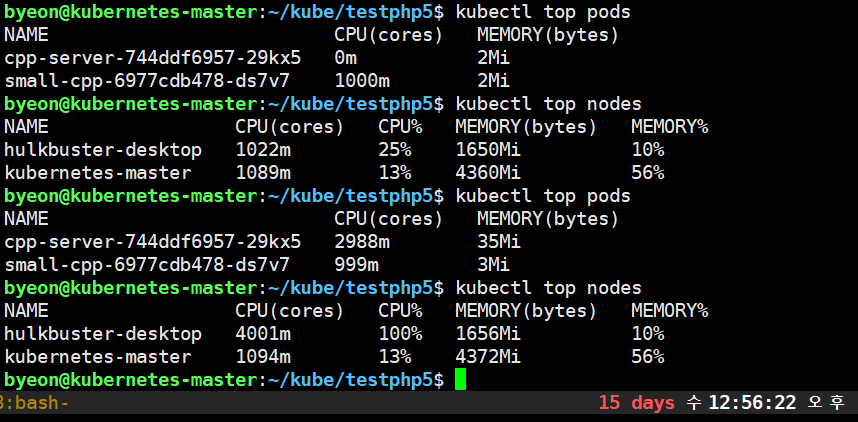 byeon@kubernetes-master:~/kube/testphp5$ kubectl top pods
NAME CPU(cores) MEMORY(bytes)
cpp-server-744ddf6957-29kx5 0m 2Mi
small-cpp-6977cdb478-ds7v7 1000m 2Mi
byeon@kubernetes-master:~/kube/testphp5$ kubectl top nodes
NAME CPU(cores) CPU% MEMORY(bytes) MEMORY%
hulkbuster-desktop 1022m 25% 1650Mi 10%
kubernetes-master 1089m 13% 4360Mi 56%
byeon@kubernetes-master:~/kube/testphp5$ kubectl top pods
NAME CPU(cores) MEMORY(bytes)
cpp-server-744ddf6957-29kx5 2988m 35Mi
small-cpp-6977cdb478-ds7v7 999m 3Mi
byeon@kubernetes-master:~/kube/testphp5$ kubectl top nodes
NAME CPU(cores) CPU% MEMORY(bytes) MEMORY%
hulkbuster-desktop 4001m 100% 1656Mi 10%
kubernetes-master 1094m 13% 4372Mi 56%
byeon@kubernetes-master:~/kube/testphp5$
:bash- 15 days 수 12:56:22 오후